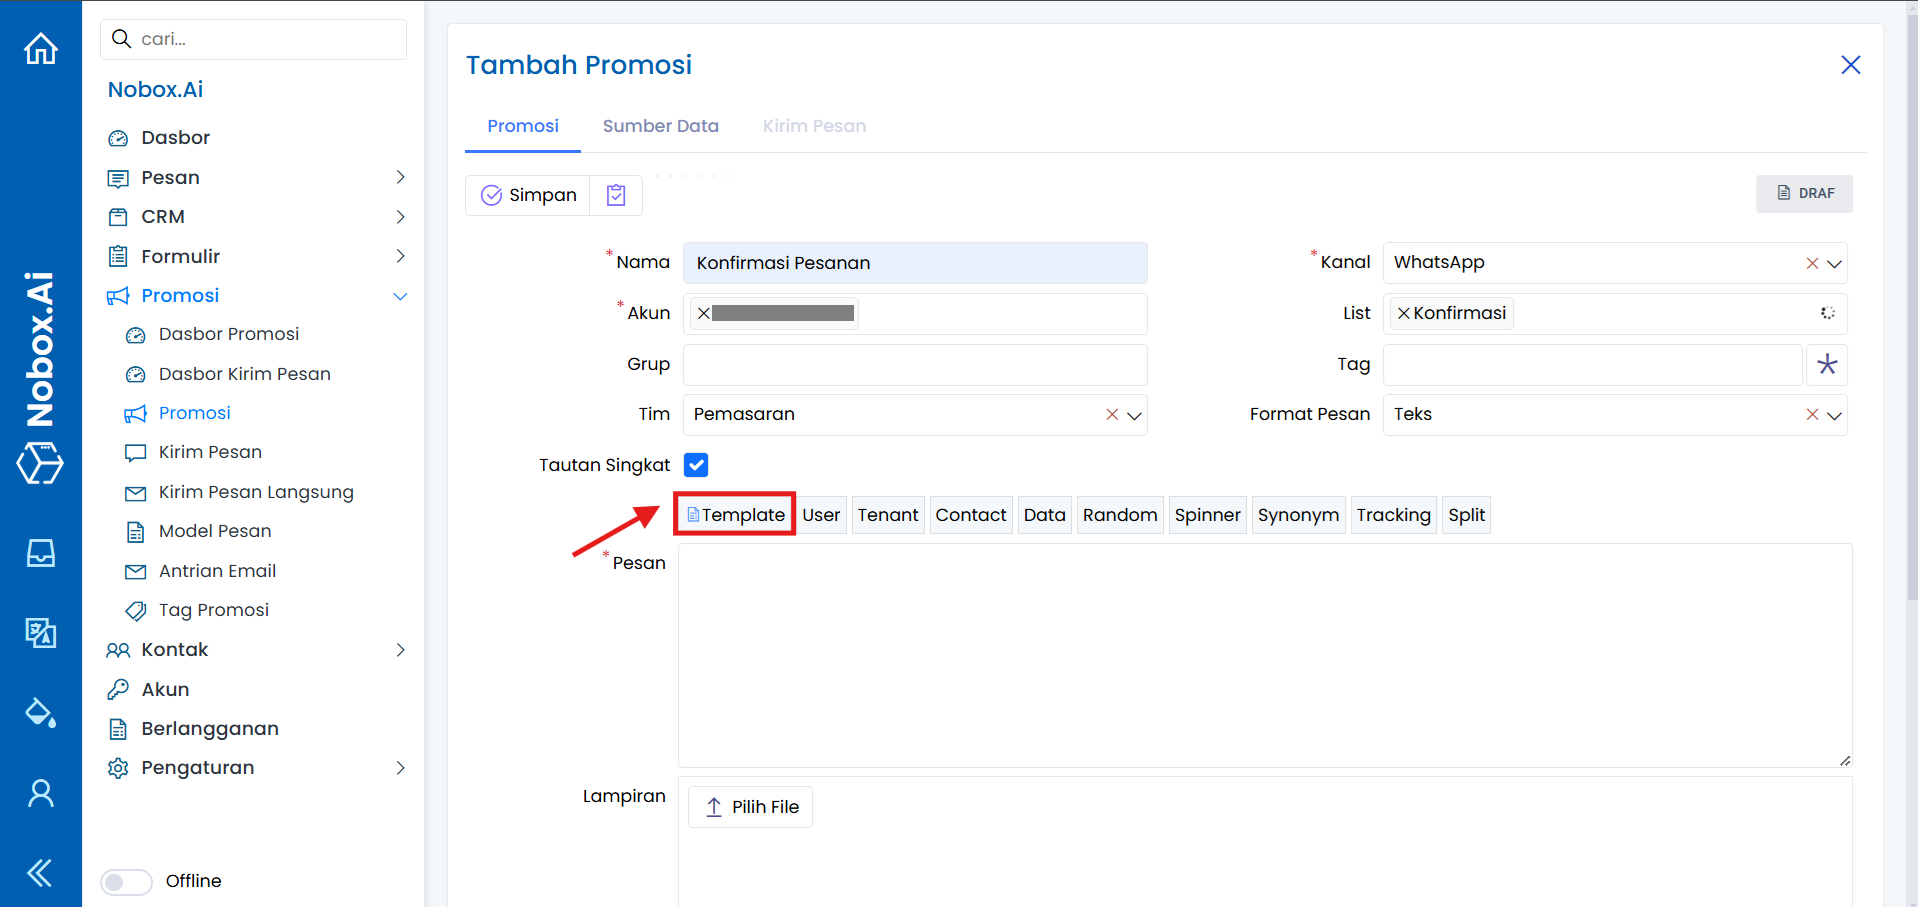 cari...
Nobox.Ai
Dasbor
Pesan
CRM
Formulir
Promosi
Dasbor Promosi
Dasbor Kirim Pesan
Promosi
Kirim Pesan
Kirim Pesan Langsung
Model Pesan
Antrian Email
Tag Promosi
Kontak
Akun
Berlangganan
Pengaturan
Offline
Nobox.Ai
Tambah Promosi
Promosi Sumber Data Kirim Pesan
Simpan DRAF
*Nama Konfirmasi Pesanan *Kanal WhatsApp
*Akun List Konfirmasi
Grup Tag
Tim Pemasaran Format Pesan Teks
Tautan Singkat
Template User Tenant Contact Data Random Spinner Synonym Tracking Split
*Pesan
Lampiran Pilih File